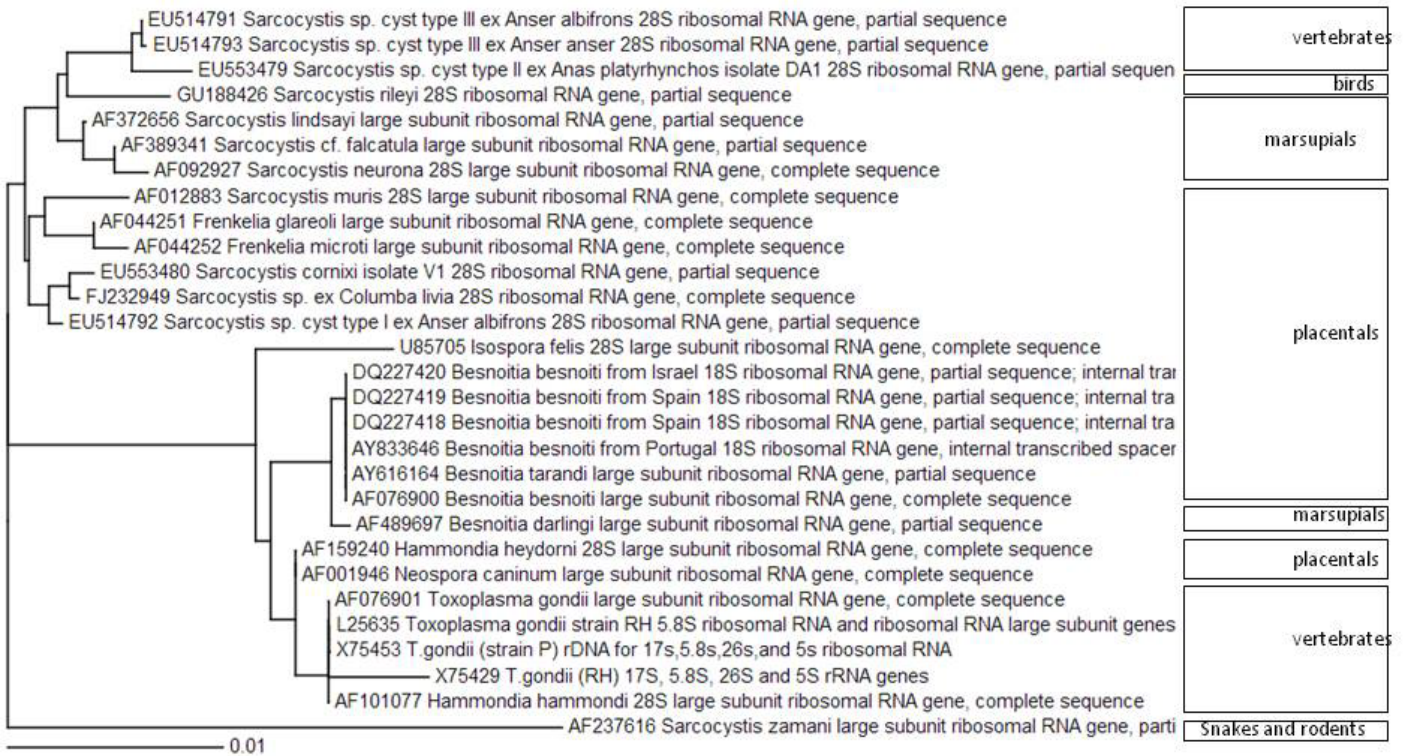 EU514791 Sarcocystis sp. cyst type III ex Anser albifrons 28S ribosomal RNA gene, partial sequence
EU514793 Sarcocystis sp. cyst type III ex Anser anser 28S ribosomal RNA gene, partial sequence
vertebrates
EU553479 Sarcocystis sp. cyst type II ex Anas platyrhynchos isolate DA1 28S ribosomal RNA gene, partial sequen
birds
GU188426 Sarcocystis rileyi 28S ribosomal RNA gene, partial sequence
AF372656 Sarcocystis lindsayi large subunit ribosomal RNA gene, partial sequence
AF389341 Sarcocystis cf. falcatula large subunit ribosomal RNA gene, partial sequence
marsupials
AF092927 Sarcocystis neurona 28S large subunit ribosomal RNA gene, complete sequence
AF012883 Sarcocystis muris 28S large subunit ribosomal RNA gene, complete sequence
AF044251 Frenkelia glareoli large subunit ribosomal RNA gene, complete sequence
AF044252 Frenkelia microti large subunit ribosomal RNA gene, complete sequence
EU553480 Sarcocystis cornixi isolate V1 28S ribosomal RNA gene, partial sequence
FJ232949 Sarcocystis sp. ex Columba livia 28S ribosomal RNA gene, complete sequence
EU514792 Sarcocystis sp. cyst type I ex Anser albifrons 28S ribosomal RNA gene, partial sequence
placentals
U85705 Isospora felis 28S large subunit ribosomal RNA gene, complete sequence
DQ227420 Besnoitia besnoiti from Israel 18S ribosomal RNA gene, partial sequence; internal trar
DQ227419 Besnoitia besnoiti from Spain 18S ribosomal RNA gene, partial sequence; internal tra
DQ227418 Besnoitia besnoiti from Spain 18S ribosomal RNA gene, partial sequence; internal tra
AY833646 Besnoitia besnoiti from Portugal 18S ribosomal RNA gene, internal transcribed spacer
AY616164 Besnoitia tarandi large subunit ribosomal RNA gene, partial sequence
AF076900 Besnoitia besnoiti large subunit ribosomal RNA gene, complete sequence
marsupials
AF489697 Besnoitia darlingi large subunit ribosomal RNA gene, partial sequence
AF159240 Hammondia heydorni 28S large subunit ribosomal RNA gene, complete sequence
placentals
AF001946 Neospora caninum large subunit ribosomal RNA gene, complete sequence
AF076901 Toxoplasma gondii large subunit ribosomal RNA gene, complete sequence
L25635 Toxoplasma gondii strain RH 5.8S ribosomal RNA and ribosomal RNA large subunit genes
vertebrates
X75453 T.gondii (strain P) rDNA for 17s,5.8s,26s,and 5s ribosomal RNA
X75429 T.gondii (RH) 17S, 5.8S, 26S and 5S rRNA genes
AF101077 Hammondia hammondi 28S large subunit ribosomal RNA gene, complete sequence
AF237616 Sarcocystis zamani large subunit ribosomal RNA gene, parti
Snakes and rodents
0.01